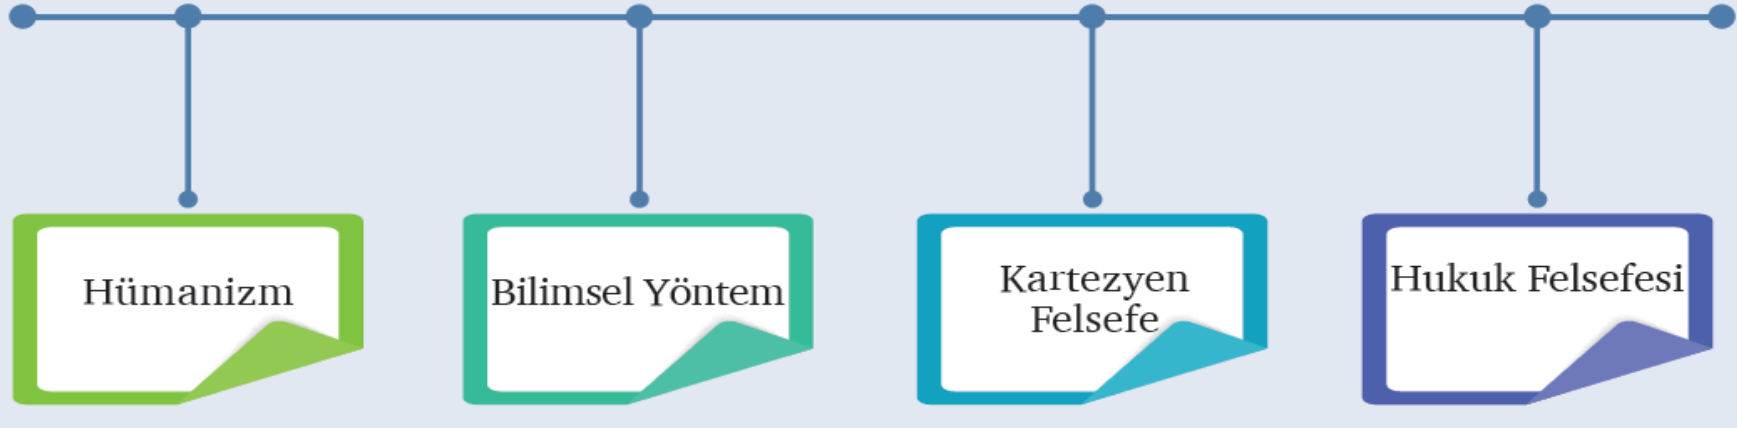 Hümanizm
Bilimsel Yöntem
Kartezyen
Felsefe
Hukuk Felsefesi